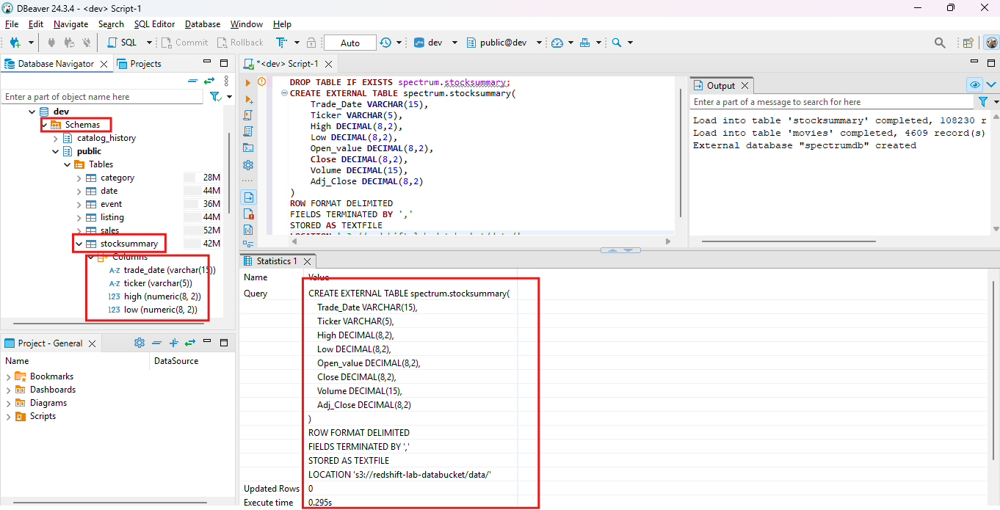 DBeaver 24.3.4 - <dev> Script-1
File Edit Navigate Search SQL Editor Database Window Help
SQL Commit Rollback Auto dev public@dev
Database Navigator Projects
Enter a part of object name here
dev
Schemas
catalog_history
public
Tables
category 28M
date 44M
event 36M
listing 44M
sales 52M
stocksummary 42M
Columns
A-Z trade_date (varchar(15))
A-Z ticker (varchar(5))
123 high (numeric(8, 2))
123 low (numeric(8, 2))
Project - General
Name DataSource
Bookmarks
Dashboards
Diagrams
Scripts
*<dev> Script-1
DROP TABLE IF EXISTS spectrum.stocksummary;
CREATE EXTERNAL TABLE spectrum.stocksummary(
Trade_Date VARCHAR(15),
Ticker VARCHAR(5),
High DECIMAL(8,2),
Low DECIMAL(8,2),
Open_value DECIMAL(8,2),
Close DECIMAL(8,2),
Volume DECIMAL(15),
Adj_Close DECIMAL(8,2)
)
ROW FORMAT DELIMITED
FIELDS TERMINATED BY ','
STORED AS TEXTFILE
LOCATION 's3://redshift-lab-databucket/data/'
Output
Enter a part of a message to search for here
Load into table 'stocksummary' completed, 108230 r
Load into table 'movies' completed, 4609 record(s)
External database "spectrumdb" created
Statistics 1
Name Value
Query CREATE EXTERNAL TABLE spectrum.stocksummary(
Trade_Date VARCHAR(15),
Ticker VARCHAR(5),
High DECIMAL(8,2),
Low DECIMAL(8,2),
Open_value DECIMAL(8,2),
Close DECIMAL(8,2),
Volume DECIMAL(15),
Adj_Close DECIMAL(8,2)
)
ROW FORMAT DELIMITED
FIELDS TERMINATED BY ','
STORED AS TEXTFILE
LOCATION 's3://redshift-lab-databucket/data/'
Updated Rows 0
Execute time 0.295s